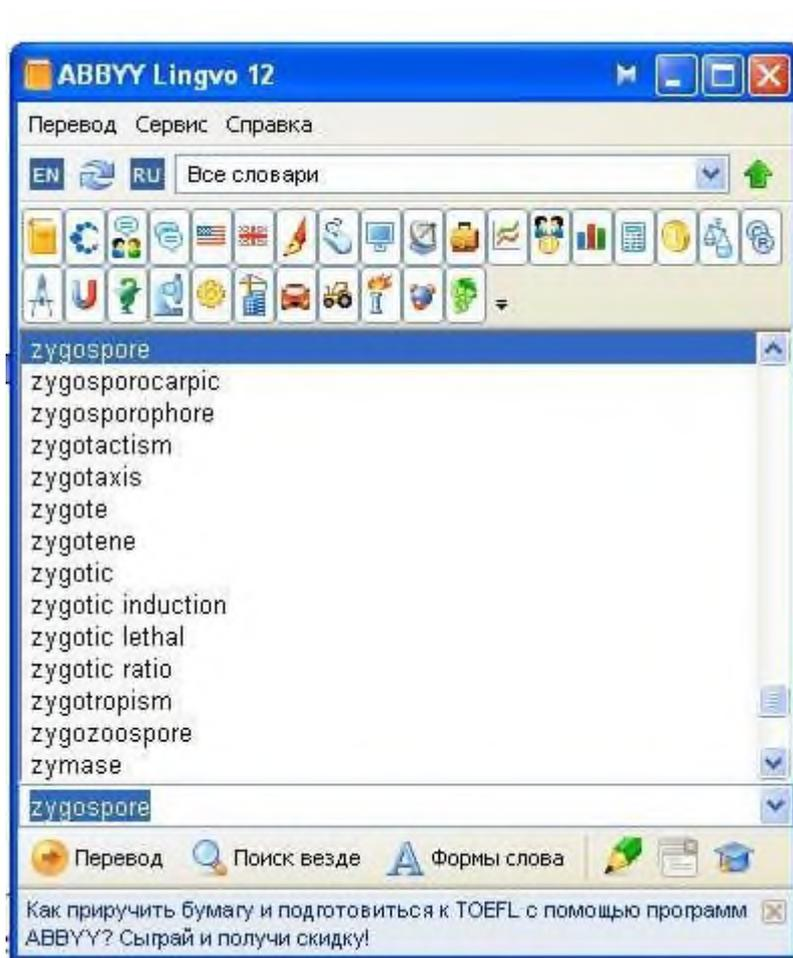 ABBYY Lingvo 12
Перевод Сервис Справка
EN RU Все словари
zygospore
zygosporocarpic
zygosporophore
zygotactism
zygotaxis
zygote
zygotene
zygotic
zygotic induction
zygotic lethal
zygotic ratio
zygotropism
zygozoospore
zymase
zygospore
Перевод Поиск везде Формы слова
Как приручить бумагу и подготовиться к TOEFL с помощью программ
ABBYY? Сыграй и получи скидку!